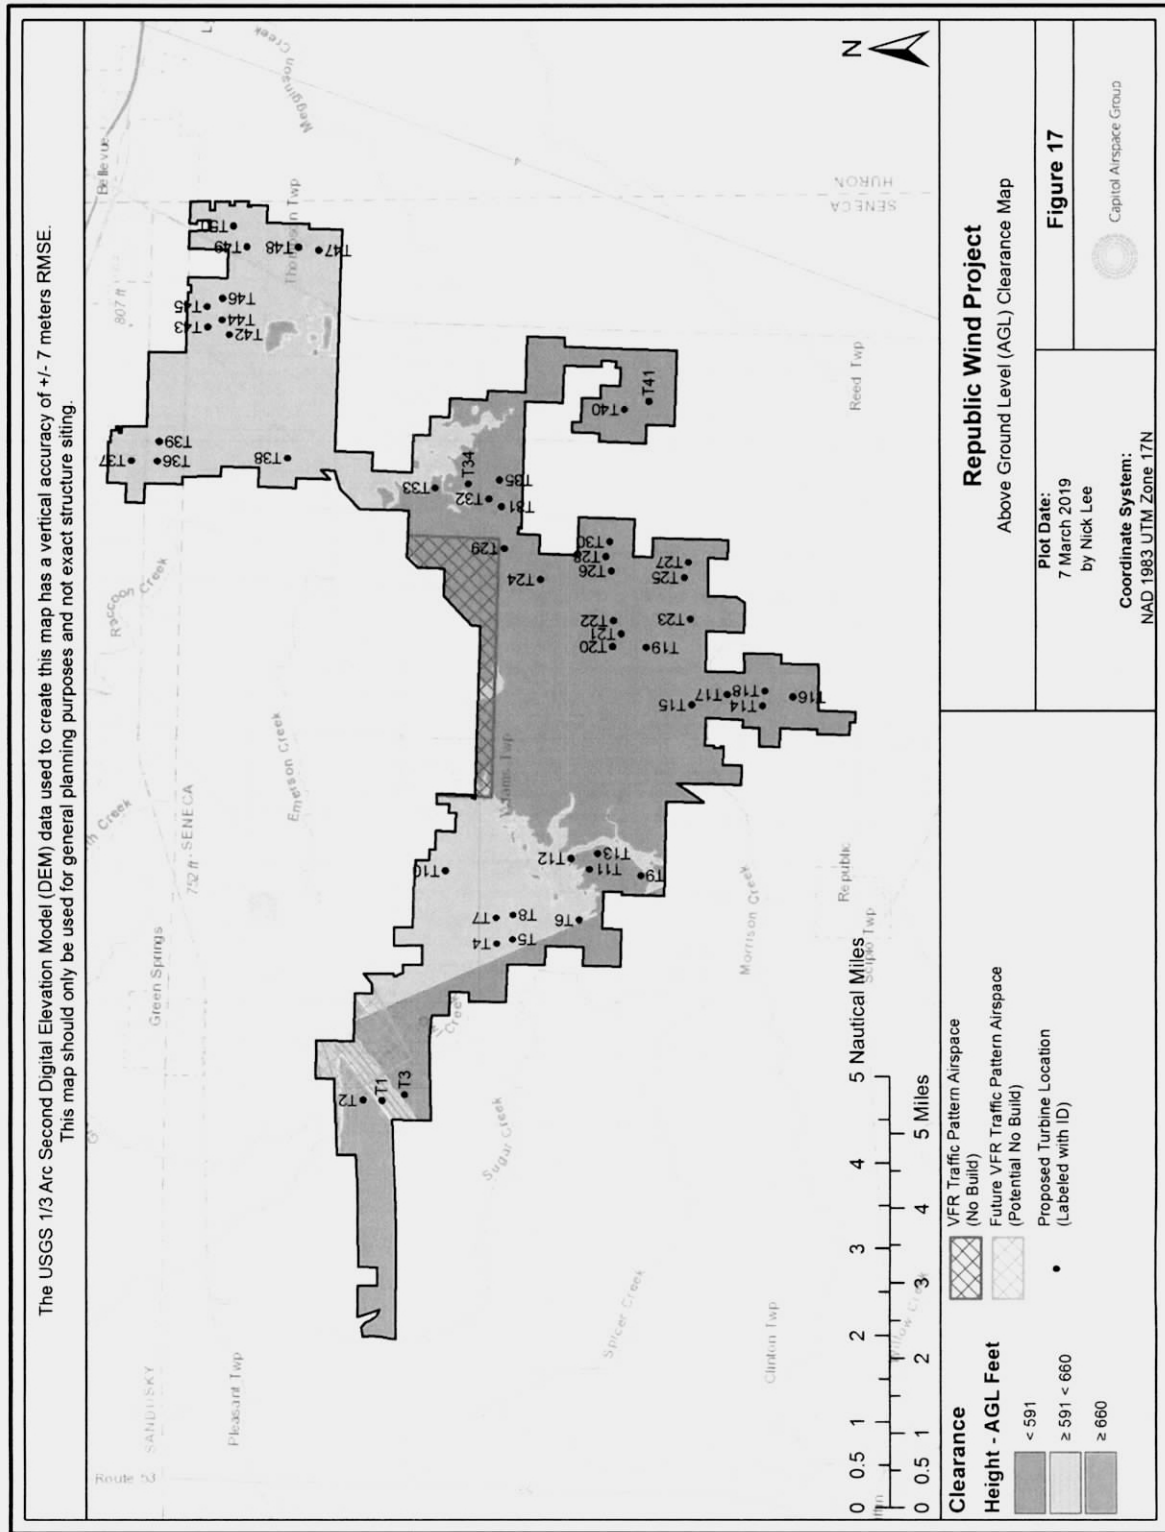 The USGS 1/3 Arc Second Digital Elevation Model (DEM) data used to create this map has a vertical accuracy of +/- 7 meters RMSE.
This map should only be used for general planning purposes and not exact structure siting.
Route 53
SANDUSKY
Pleasant Twp
Green Springs
752 ft
SENECA
Raccoon Creek
Emerson Creek
807 ft
Bellevue
Megginson Creek
Thompson Twp
HURON
SENECA
4
Adams Twp
Reed Twp
Republic
Scipio Twp
Morrison Creek
Sugar Creek
Spicer Creek
Clinton Twp
Willow Creek
N
T1
T2
T3
T4
T5
T6
T7
T8
T9
T10
T11
T12
T13
T14
T15
T16
T17
T18
T19
T20
T21
T22
T23
T24
T25
T26
T27
T28
T29
T30
T31
T32
T33
T34
T35
T36
T37
T38
T39
T40
T41
T42
T43
T44
T45
T46
T47
T48
T49
0 0.5 1 2 3 4 5 Nautical Miles
0 0.5 1 2 3 4 5 Miles
Clearance
Height - AGL Feet
< 591
≥ 591 < 660
≥ 660
VFR Traffic Pattern Airspace
(No Build)
Future VFR Traffic Pattern Airspace
(Potential No Build)
Proposed Turbine Location
(Labeled with ID)
Republic Wind Project
Above Ground Level (AGL) Clearance Map
Plot Date:
7 March 2019
by Nick Lee
Coordinate System:
NAD 1983 UTM Zone 17N
Figure 17
Capitol Airspace Group